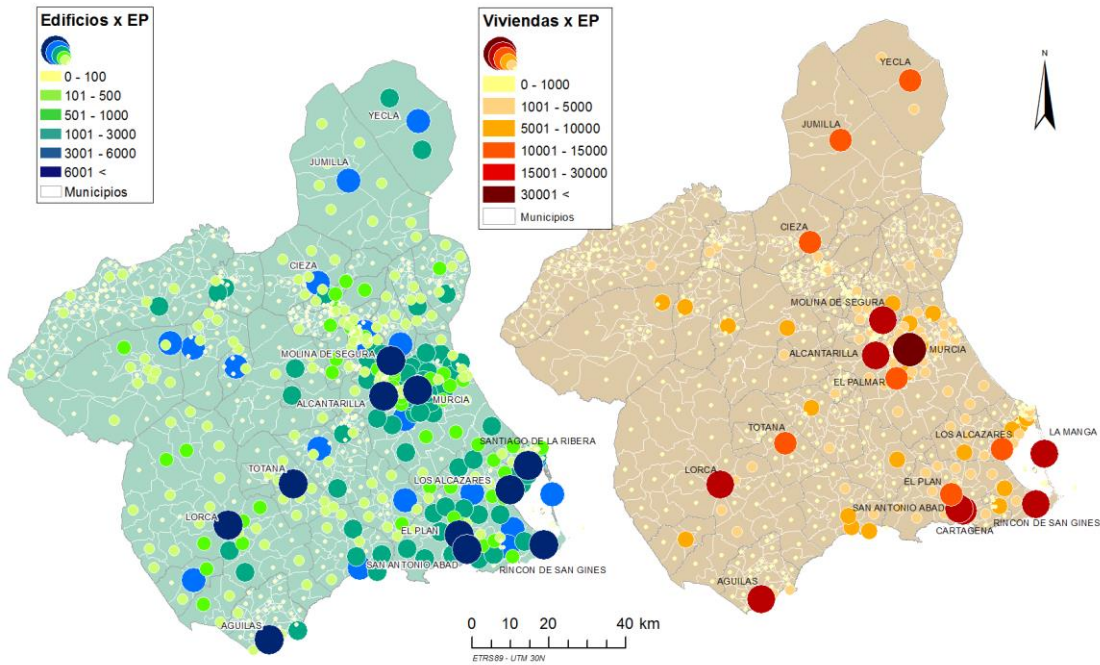 Edificios x EP
0 - 100
101 - 500
501 - 1000
1001 - 3000
3001 - 6000
6001 <
Municipios
YECLA
JUMILLA
CIEZA
MOLINA DE SEGURA
ALCANTARILLA
MURCIA
SANTIAGO DE LA RIBERA
TOTANA
LOS ALCAZARES
LORCA
EL PLAN
SAN ANTONIO ABAD
RINCON DE SAN GINES
AGUILAS
Viviendas x EP
0 - 1000
1001 - 5000
5001 - 10000
10001 - 15000
15001 - 30000
30001 <
Municipios
N
YECLA
JUMILLA
CIEZA
MOLINA DE SEGURA
ALCANTARILLA
MURCIA
EL PALMAR
TOTANA
LOS ALCAZARES
LA MANGA
LORCA
EL PLAN
SAN ANTONIO ABAD
RINCON DE SAN GINES
CARTAGENA
AGUILAS
0 10 20 40 km
ETRS89 - UTM 30N